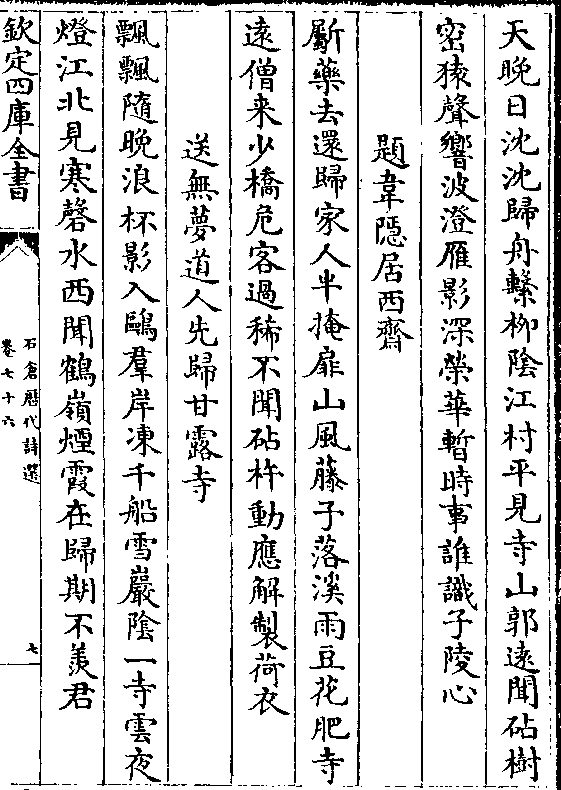 天晚日沈沈歸舟繫柳陰江村平見寺山郭遠聞砧樹
密猿聲響波澄雁影深榮華暫時事誰識子陵心
題韋隱居西齋
斸藥去還歸家人半掩扉山風藤子落溪雨豆花肥寺
遠僧来少橋危客過稀不聞砧杵動應解製荷衣
送無夢道人先歸甘露寺
飄飄隨晚浪杯影入鷗羣岸凍千船雪巖陰一寺雲夜
燈江北見寒磬水西聞鶴嶺煙霞在歸期不羨君
欽定四庫全書
石倉歷代詩選
卷七十六
七